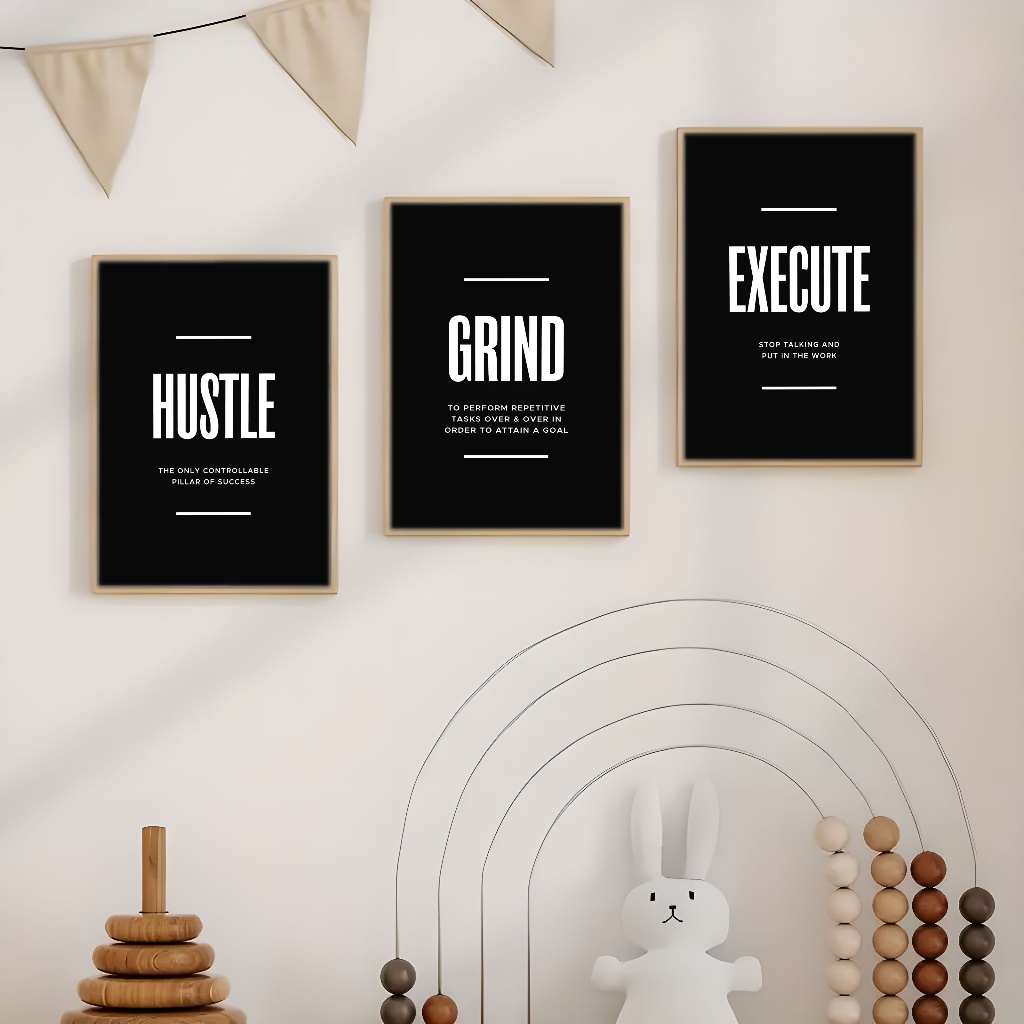 HUSTLE
THE ONLY CONTROLLABLE
PILLAR OF SUCCESS
GRIND
TO PERFORM REPETITIVE
TASKS OVER & OVER IN
ORDER TO ATTAIN A GOAL
EXECUTE
STOP TALKING AND
PUT IN THE WORK